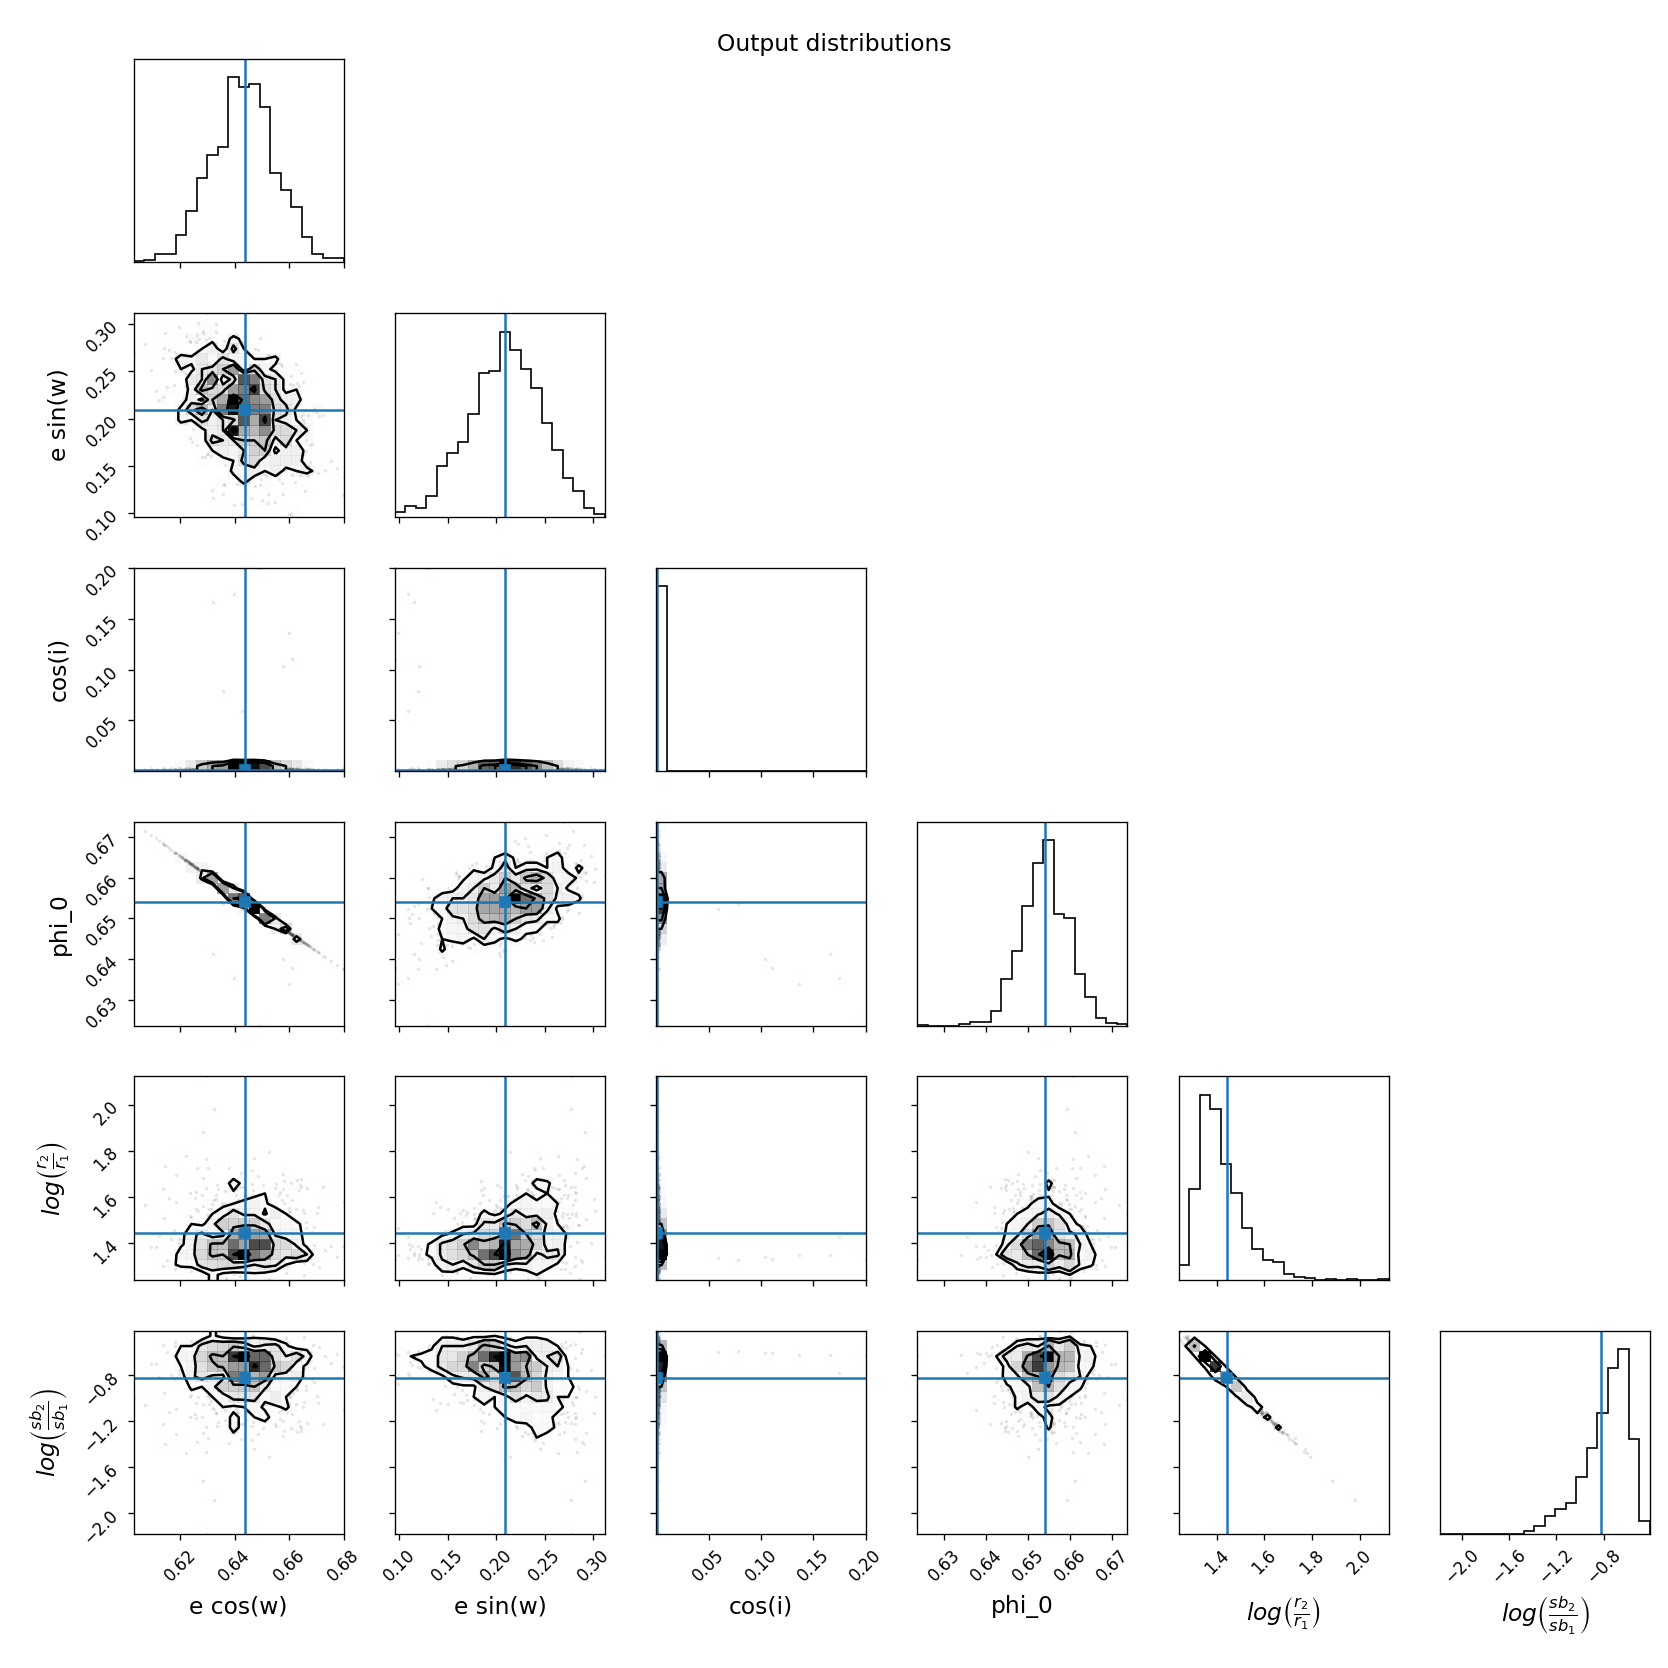 Output distributions
0.30
0.25
0.20
0.15
0.10
e sin(w)
0.20
0.15
0.10
0.05
cos(i)
0.67
0.66
0.65
0.64
0.63
phi_0
2.0
1.8
1.6
1.4
log(r₂/r₁)
−0.8
−1.2
−1.6
−2.0
log(sb₂/sb₁)
0.62 0.64 0.66 0.68 0.10 0.15 0.20 0.25 0.30 0.05 0.10 0.15 0.20 0.63 0.64 0.65 0.66 0.67 1.4 1.6 1.8 2.0 −2.0 −1.6 −1.2 −0.8
e cos(w) e sin(w) cos(i) phi_0 log(r₂/r₁) log(sb₂/sb₁)